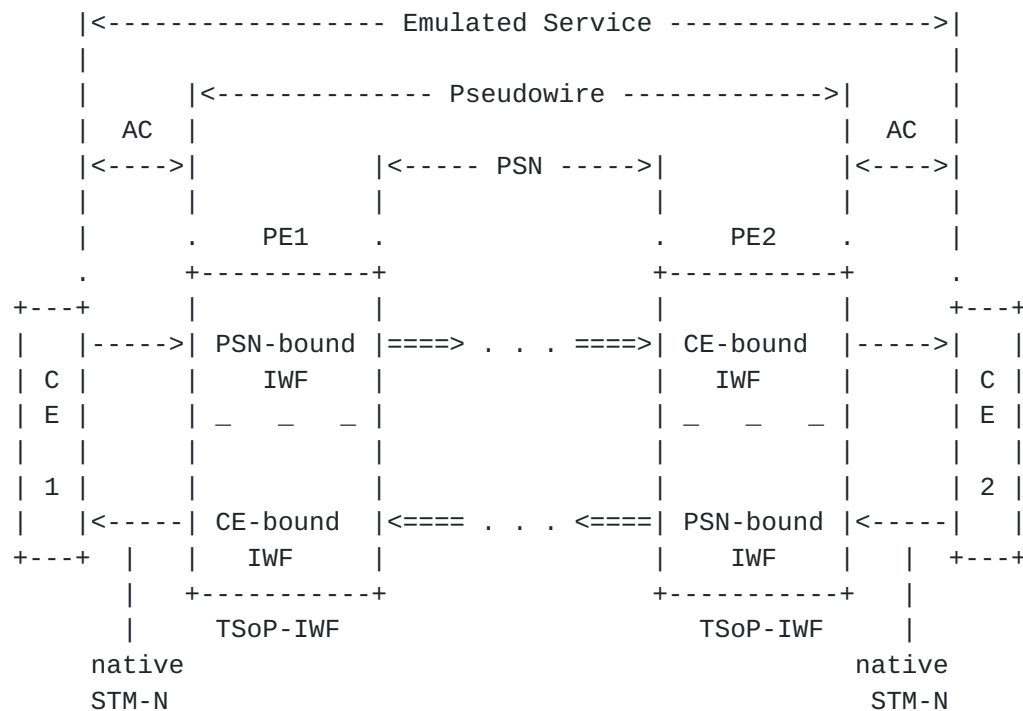 |<------------------ Emulated Service ------------------>|
|                                                        |
|      |<-------------- Pseudowire ------------->|       |
|  AC  |                                         |  AC   |
|<---->|           |<----- PSN ----->|           |<---->|
|      |           |                 |           |      |
|      .    PE1    .                 .    PE2    .      |
.      +-----------+                 +-----------+      .
+---+      |           |                 |           |      +---+
|   |----->| PSN-bound |====> . . . ====>| CE-bound  |----->|   |
| C |      |    IWF    |                 |   IWF     |      | C |
| E |      | _   _   _ |                 | _   _   _ |      | E |
|   |      |           |                 |           |      |   |
| 1 |      |           |                 |           |      | 2 |
|   |<-----| CE-bound  |<==== . . . <====| PSN-bound |<-----|   |
+---+  |   |   IWF     |                 |    IWF    |   |  +---+
|   +-----------+                 +-----------+   |
|     TSoP-IWF                       TSoP-IWF     |
native                                           native
STM-N                                             STM-N